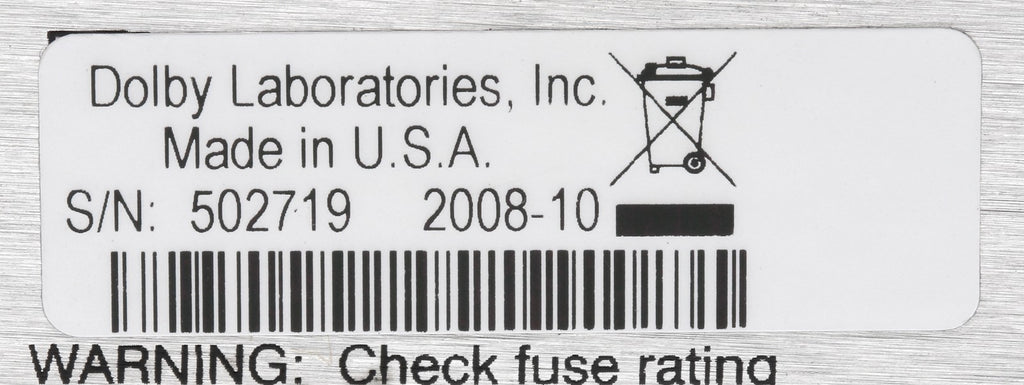 Dolby Laboratories, Inc.
Made in U.S.A.
S/N: 502719 2008-10
WARNING: Check fuse rating